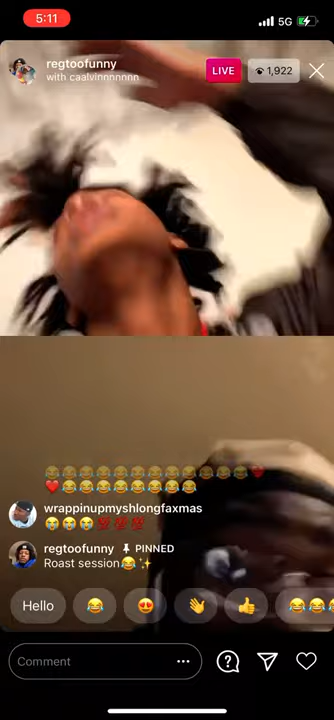 5:11
5G
regtoofunny
with caalvinnnnnnn
LIVE
1,922
wrappinupmyshlongfaxmas
😭😭😭💯💯💯
regtoofunny PINNED
Roast session😂✨
Hello
Comment